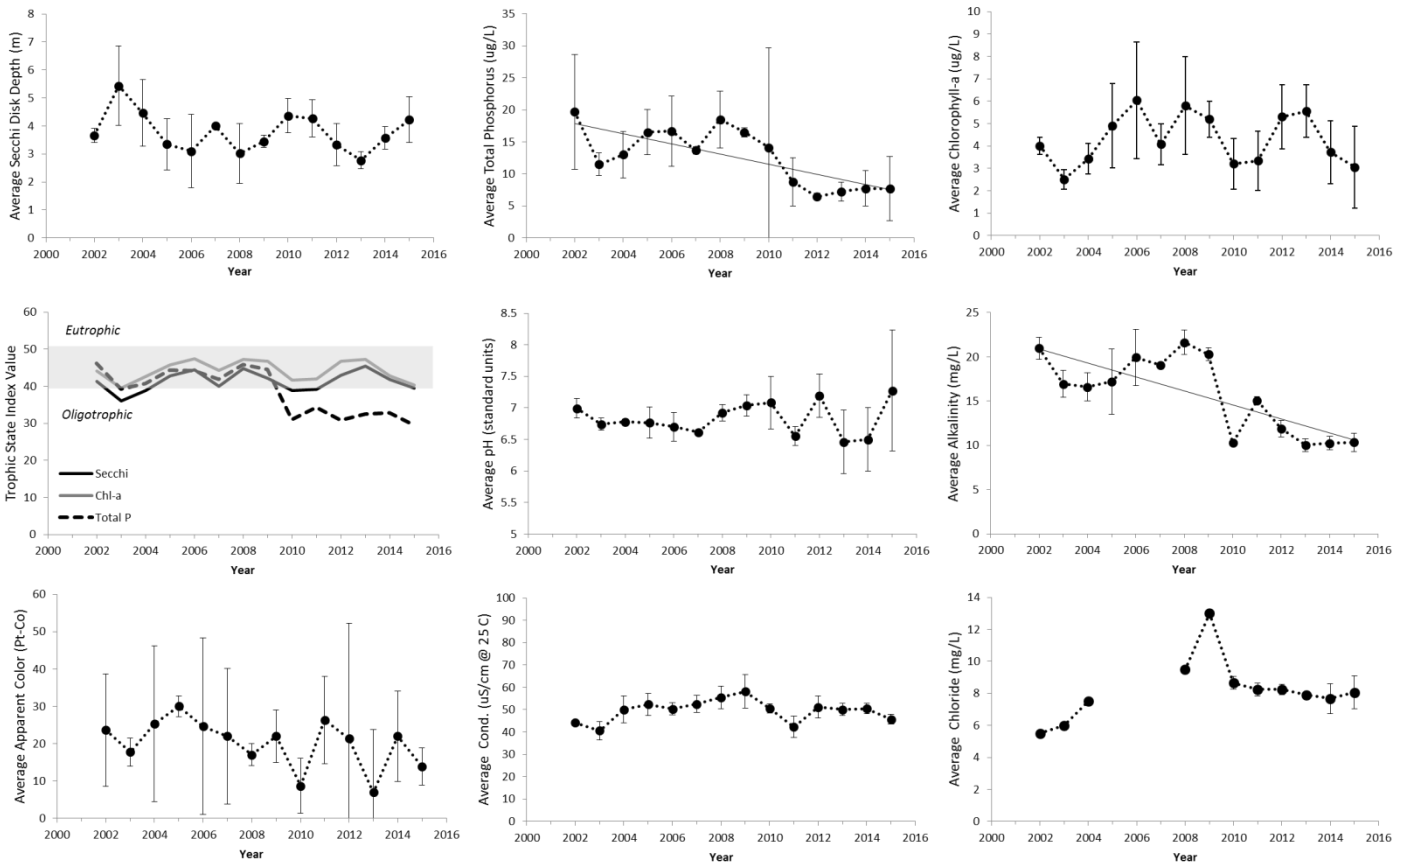 Average Secchi Disk Depth (m)
8
7
6
5
4
3
2
1
0
2000 2002 2004 2006 2008 2010 2012 2014 2016
Year
Average Total Phosphorus (ug/L)
35
30
25
20
15
10
5
0
2000 2002 2004 2006 2008 2010 2012 2014 2016
Year
Average Chlorophyll-a (ug/L)
10
9
8
7
6
5
4
3
2
1
0
2000 2002 2004 2006 2008 2010 2012 2014 2016
Year
Trophic State Index Value
60
50
40
30
20
10
0
Eutrophic
Oligotrophic
Secchi
Chl-a
Total P
2000 2002 2004 2006 2008 2010 2012 2014 2016
Year
Average pH (standard units)
8.5
8
7.5
7
6.5
6
5.5
5
2000 2002 2004 2006 2008 2010 2012 2014 2016
Year
Average Alkalinity (mg/L)
25
20
15
10
5
0
2000 2002 2004 2006 2008 2010 2012 2014 2016
Year
Average Apparent Color (Pt-Co)
60
50
40
30
20
10
0
2000 2002 2004 2006 2008 2010 2012 2014 2016
Year
Average Cond. (uS/cm @ 25 C)
100
90
80
70
60
50
40
30
20
10
0
2000 2002 2004 2006 2008 2010 2012 2014 2016
Year
Average Chloride (mg/L)
14
12
10
8
6
4
2
0
2000 2002 2004 2006 2008 2010 2012 2014 2016
Year